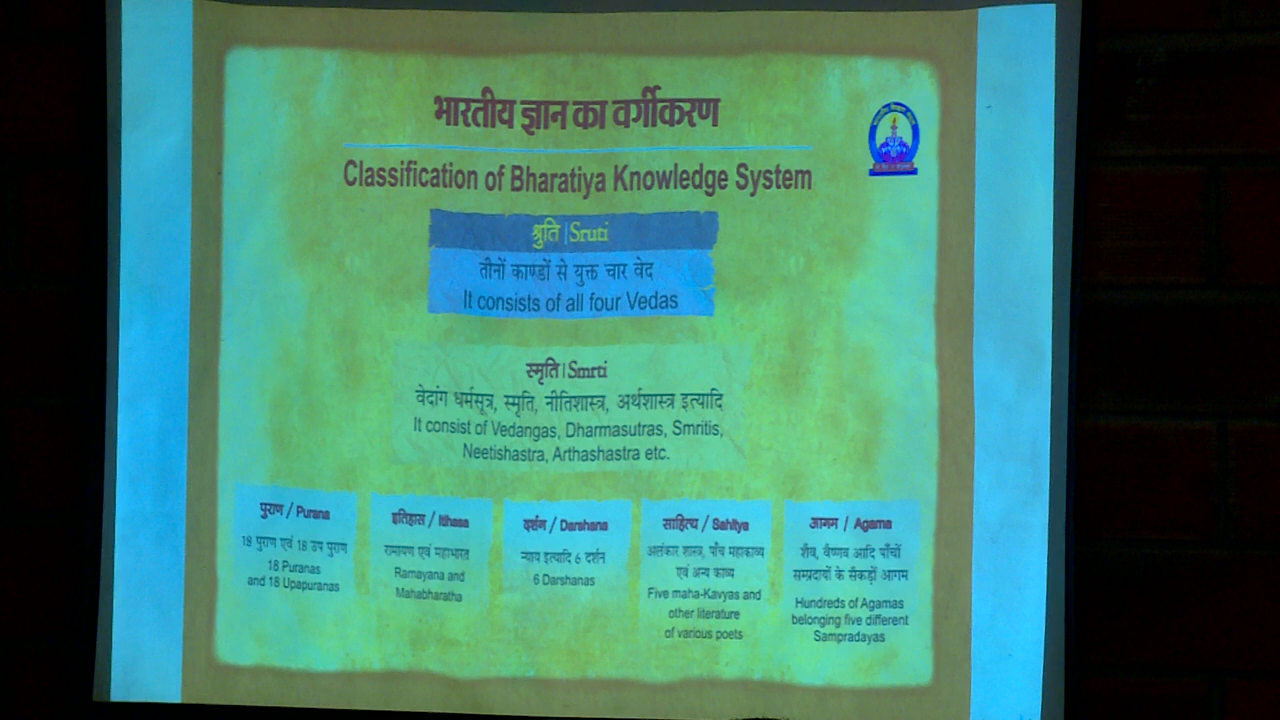 भारतीय ज्ञान का वर्गीकरण
Classification of Bharatiya Knowledge System
श्रुति | Sruti
तीनों काण्डों से युक्त चार वेद
It consists of all four Vedas
स्मृति | Smrti
वेदांग धर्मसूत्र, स्मृति, नीतिशास्त्र, अर्थशास्त्र इत्यादि
It consist of Vedangas, Dharmasutras, Smritis,
Neetishastra, Arthashastra etc.
पुराण / Purana
18 पुराण एवं 18 उप पुराण
18 Puranas
and 18 Upapuranas
इतिहास / Itihasa
रामायण एवं महाभारत
Ramayana and
Mahabharatha
दर्शन / Darshana
न्याय इत्यादि 6 दर्शन
6 Darshanas
साहित्य / Sahitya
अलंकार शास्त्र, पाँच महाकाव्य
एवं अन्य काव्य
Five maha-Kavyas and
other literature
of various poets
आगम / Agama
शैव, वैष्णव आदि पाँचों
सम्प्रदायों के सैकड़ों आगम
Hundreds of Agamas
belonging five different
Sampradayas